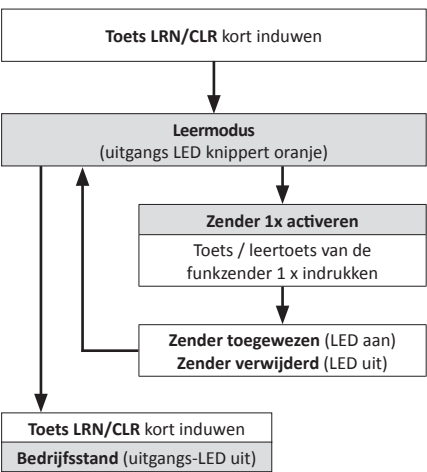 Toets LRN/CLR kort induwen
Leermodus
(uitgangs LED knippert oranje)
Zender 1x activeren
Toets / leertoets van de
funkzender 1 x indrukken
Zender toegewezen (LED aan)
Zender verwijderd (LED uit)
Toets LRN/CLR kort induwen
Bedrijfsstand (uitgangs-LED uit)